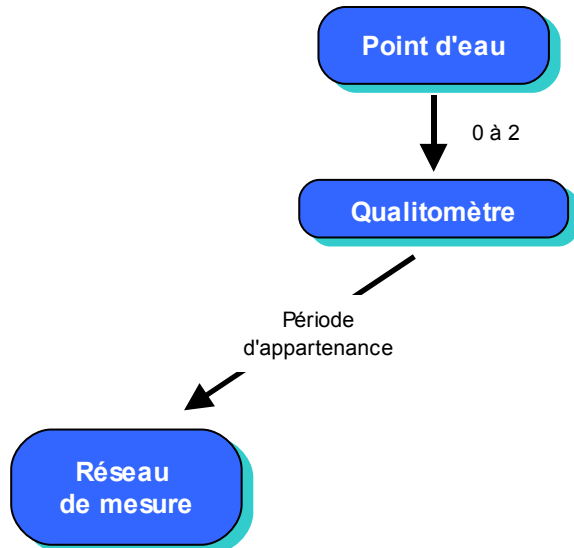 Point d'eau
0 à 2
Qualitomètre
Période
d'appartenance
Réseau
de mesure